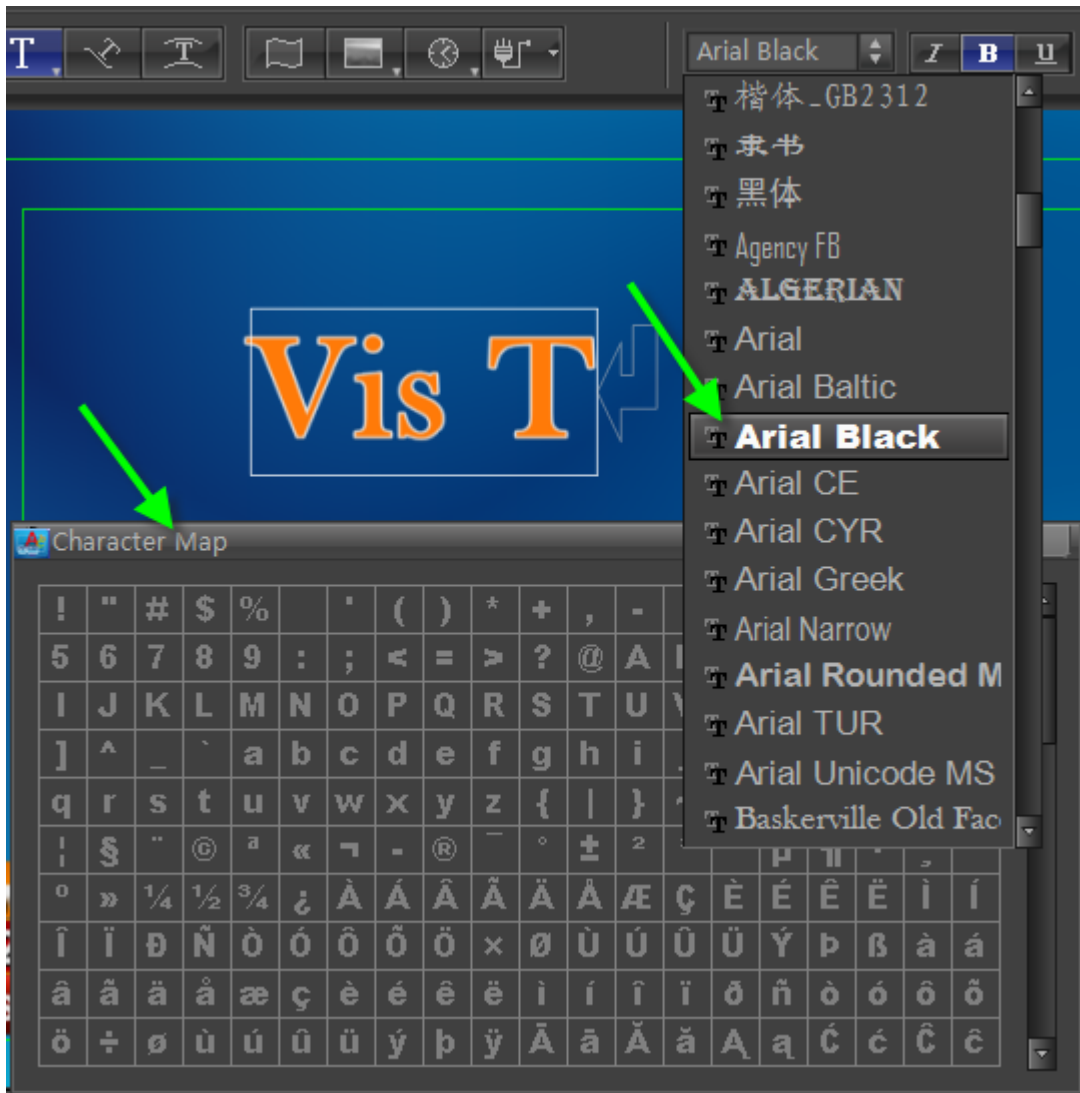 T T
Arial Black I B U
楷体_GB2312
隶书
黑体
Agency FB
ALGERIAN
Arial
Arial Baltic
Arial Black
Arial CE
Arial CYR
Arial Greek
Arial Narrow
Arial Rounded M
Arial TUR
Arial Unicode MS
Baskerville Old Fac
Vis T
Character Map
! " # $ % ' ( ) * + , -
5 6 7 8 9 : ; < = > ? @ A
I J K L M N O P Q R S T U
] ^ _ ` a b c d e f g h i
q r s t u v w x y z { | }
¦ § ¨ © ª « ¬ - ® ¯ ° ± ²
º » ¼ ½ ¾ ¿ À Á Â Ã Ä Å Æ Ç È É Ê Ë Ì Í
Î Ï Ð Ñ Ò Ó Ô Õ Ö × Ø Ù Ú Û Ü Ý Þ ß à á
â ã ä å æ ç è é ê ë ì í î ï ð ñ ò ó ô õ
ö ÷ ø ù ú û ü ý þ ÿ Ā ā Ă ă Ą ą Ć ć Ĉ ĉ